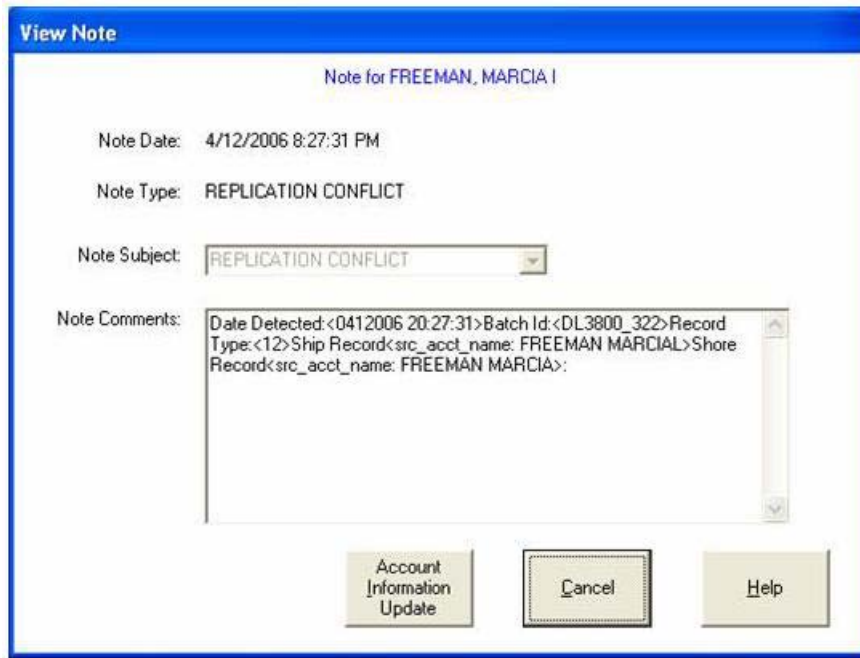 View Note
Note for FREEMAN, MARCIA I
Note Date: 4/12/2006 8:27:31 PM
Note Type: REPLICATION CONFLICT
Note Subject: REPLICATION CONFLICT
Note Comments: Date Detected:<0412006 20:27:31>Batch Id:<DL3800_322>Record
Type:<12>Ship Record<src_acct_name: FREEMAN MARCIAL>Shore
Record<src_acct_name: FREEMAN MARCIA>:
Account
Information
Update
Cancel
Help